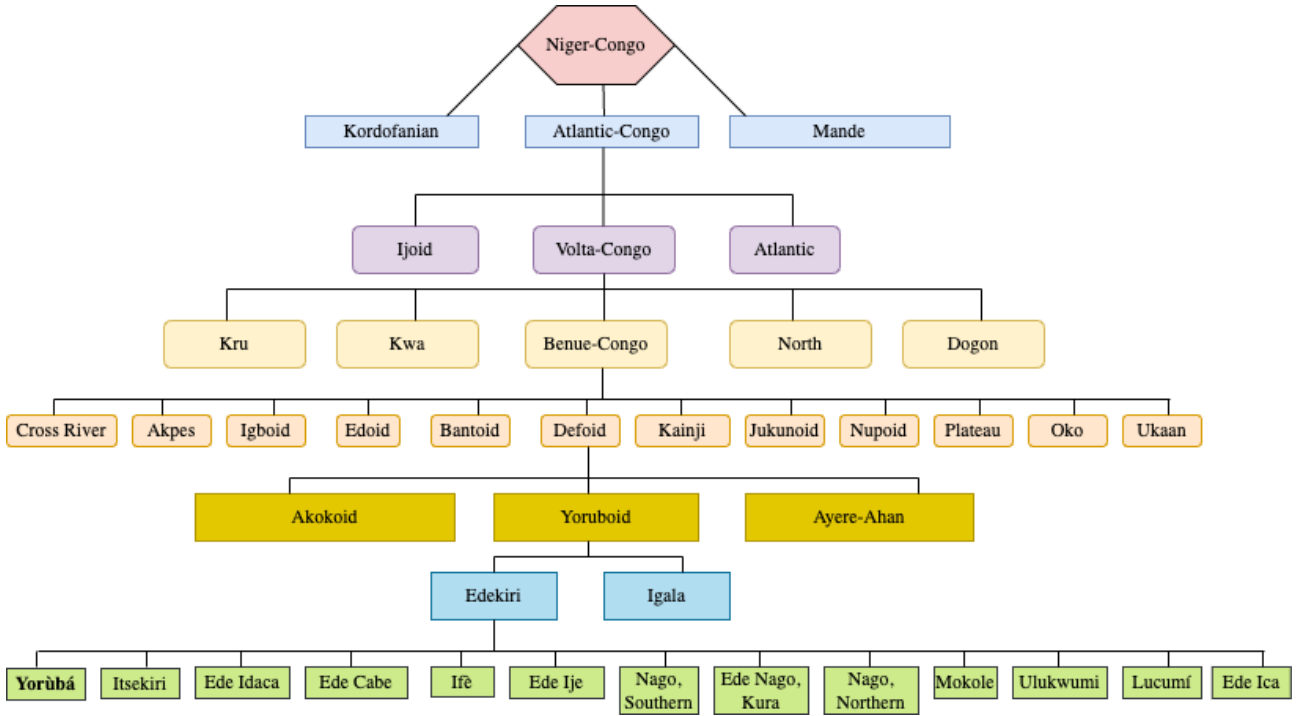 Niger-Congo
Kordofanian
Atlantic-Congo
Mande
Ijoid
Volta-Congo
Atlantic
Kru
Kwa
Benue-Congo
North
Dogon
Cross River
Akpes
Igboid
Edoid
Bantoid
Defoid
Kainji
Jukunoid
Nupoid
Plateau
Oko
Ukaan
Akokoid
Yoruboid
Ayere-Ahan
Edekiri
Igala
Yorùbá
Itsekiri
Ede Idaca
Ede Cabe
Ifè
Ede Ije
Nago,
Southern
Ede Nago,
Kura
Nago,
Northern
Mokole
Ulukwumi
Lucumí
Ede Ica